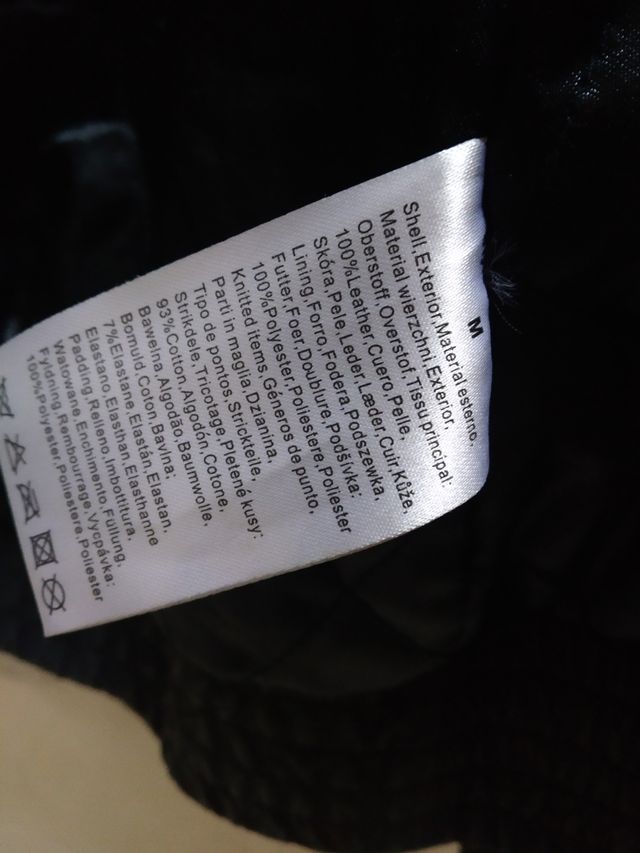 M
Shell,Exterior,Material esterno,
Material wierzchni,Exterior,
Oberstoff,Overstof,Tissu principal:
100%Leather,Cuero,Pelle,
Skóra,Pele,Leder,Læder,Cuir,Kůže,
Lining,Forro,Fodera,Podszewka,
Futter,Foer,Doublure,Podšívka:
100%Polyester,Poliestere,Poliéster
Knitted items,Géneros de punto,
Parti in maglia,Dzianina,
Tipo de pontos,Strickteile,
Strikdele,Tricotage,Pletené kusy:
93%Cotton,Algodón,Cotone,
Bawełna,Algodão,Baumwolle,
Bomuld,Coton,Bavlna:
7%Elastane,Elastán,Elastan,
Elastano,Elasthan,Elasthanne
Padding,Relleno,Imbottitura,
Watowane,Enchimento,Füllung,
Fyldning,Rembourrage,Vycpávka:
100%Polyester,Poliestere,Poliester